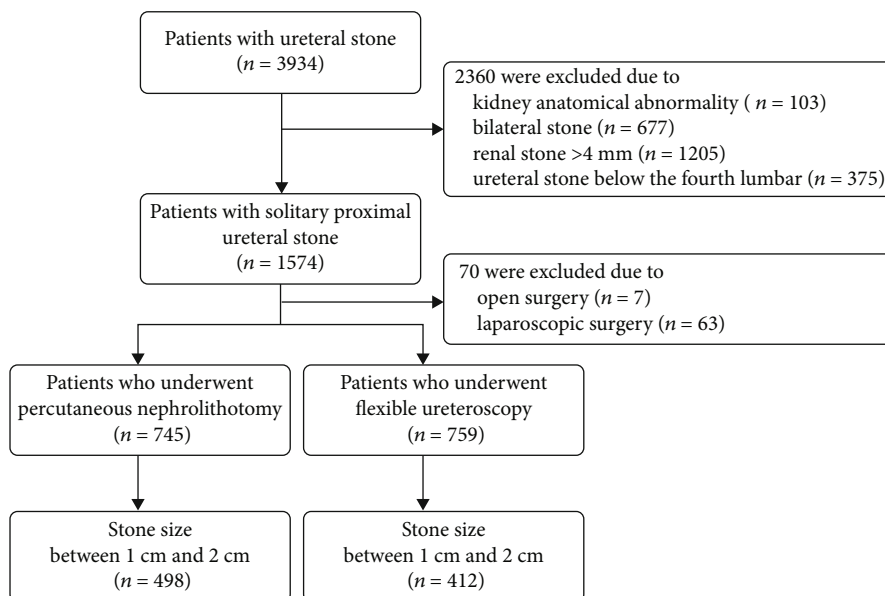 Patients with ureteral stone
(n = 3934)
2360 were excluded due to
kidney anatomical abnormality ( n = 103)
bilateral stone (n = 677)
renal stone >4 mm (n = 1205)
ureteral stone below the fourth lumbar (n = 375)
Patients with solitary proximal
ureteral stone
(n = 1574)
70 were excluded due to
open surgery (n = 7)
laparoscopic surgery (n = 63)
Patients who underwent
percutaneous nephrolithotomy
(n = 745)
Patients who underwent
flexible ureteroscopy
(n = 759)
Stone size
between 1 cm and 2 cm
(n = 498)
Stone size
between 1 cm and 2 cm
(n = 412)